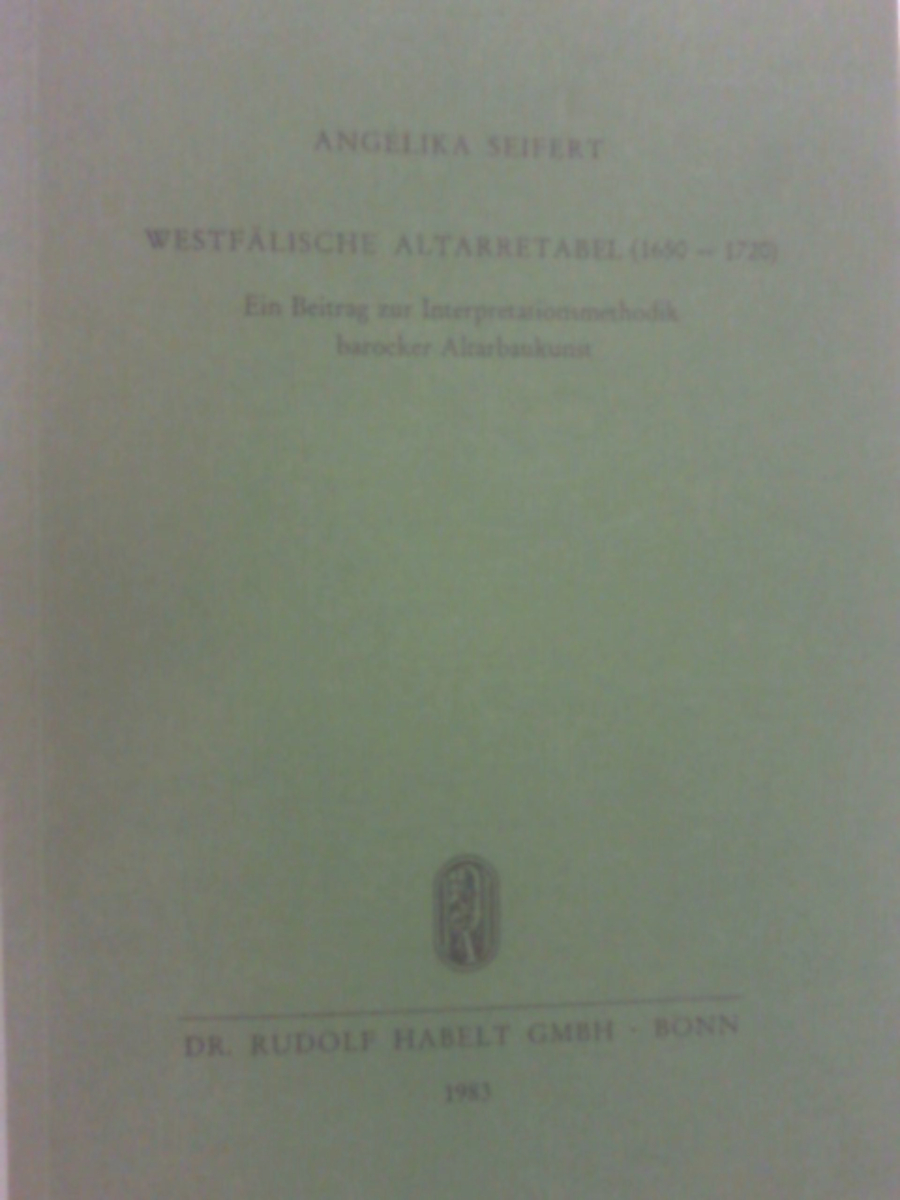 ANGELIKA SEIFERT
WESTFÄLISCHE ALTARRETABEL (1650 — 1720)
Ein Beitrag zur Interpretationsmethodik
barocker Altarbaukunst
DR. RUDOLF HABELT GMBH · BONN
1983